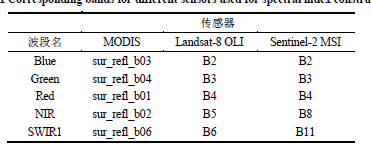 1 Corresponding bands for different sensors used for spectral index constru
传感器
波段名 MODIS Landsat-8 OLI Sentinel-2 MSI
Blue sur_refl_b03 B2 B2
Green sur_refl_b04 B3 B3
Red sur_refl_b01 B4 B4
NIR sur_refl_b02 B5 B8
SWIR1 sur_refl_b06 B6 B11